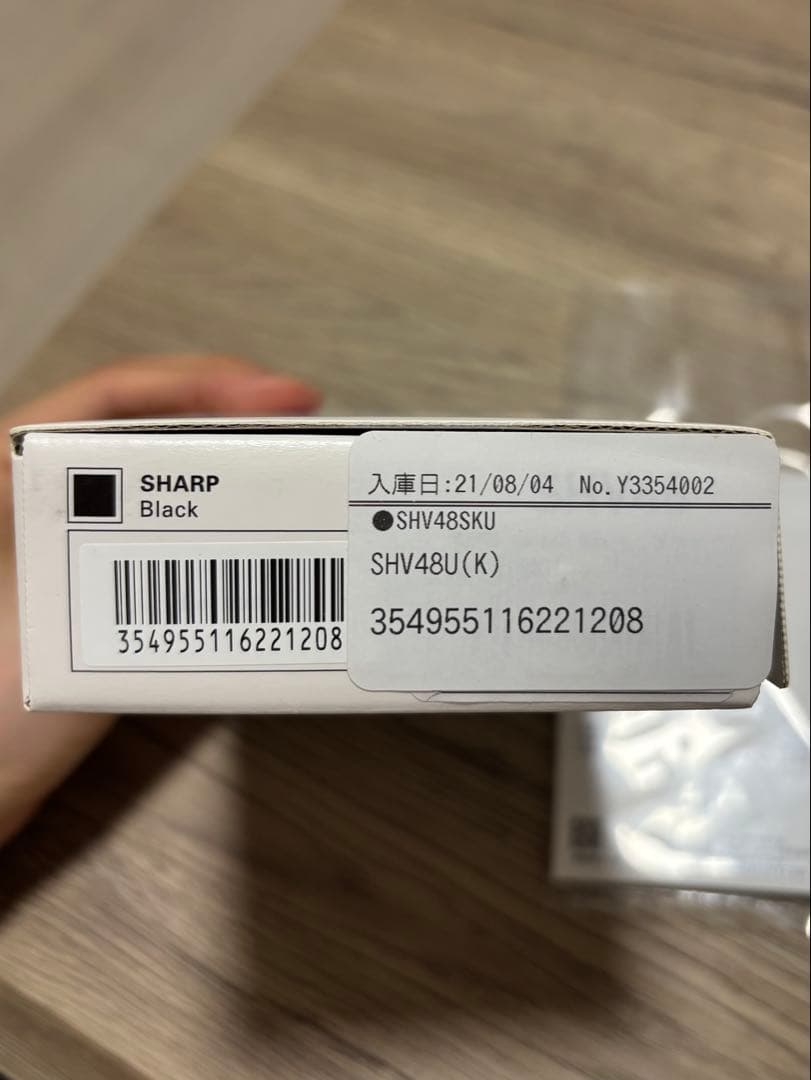 SHARP
Black
354955116221208
入庫日:21/08/04 No.Y3354002
●SHV48SKU
SHV48U(K)
354955116221208